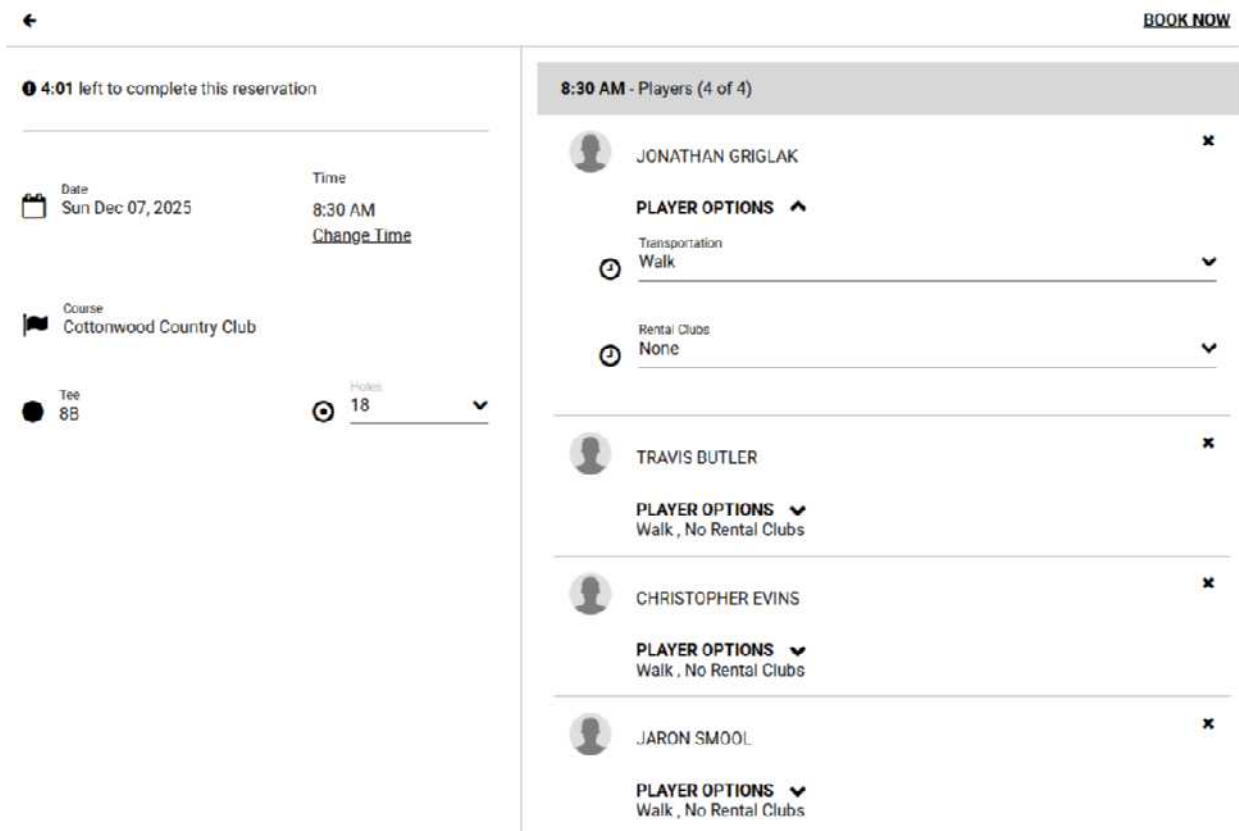 BOOK NOW
4:01 left to complete this reservation
Date
Sun Dec 07, 2025
Time
8:30 AM
Change Time
Course
Cottonwood Country Club
Tee
8B
Holes
18
8:30 AM - Players (4 of 4)
JONATHAN GRIGLAK
PLAYER OPTIONS
Transportation
Walk
Rental Clubs
None
TRAVIS BUTLER
PLAYER OPTIONS
Walk , No Rental Clubs
CHRISTOPHER EVINS
PLAYER OPTIONS
Walk , No Rental Clubs
JARON SMOOL
PLAYER OPTIONS
Walk , No Rental Clubs